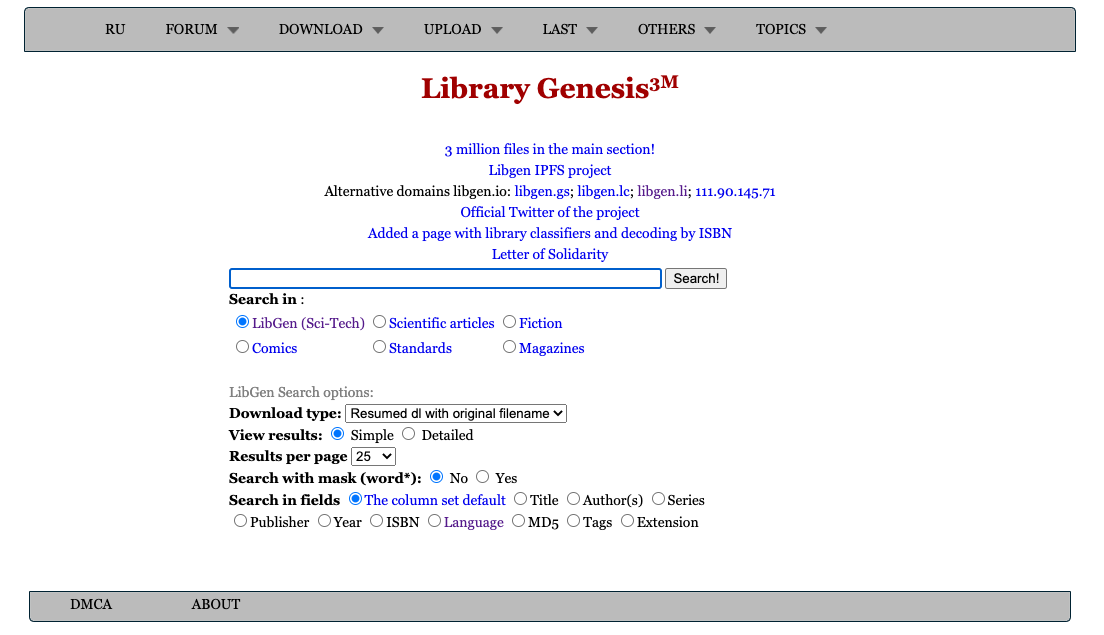 RU FORUM DOWNLOAD UPLOAD LAST OTHERS TOPICS
Library Genesis3M
3 million files in the main section!
Libgen IPFS project
Alternative domains libgen.io: libgen.gs; libgen.lc; libgen.li; 111.90.145.71
Official Twitter of the project
Added a page with library classifiers and decoding by ISBN
Letter of Solidarity
Search!
Search in :
LibGen (Sci-Tech) Scientific articles Fiction
Comics Standards Magazines
LibGen Search options:
Download type: Resumed dl with original filename
View results: Simple Detailed
Results per page 25
Search with mask (word*): No Yes
Search in fields The column set default Title Author(s) Series
Publisher Year ISBN Language MD5 Tags Extension
DMCA ABOUT